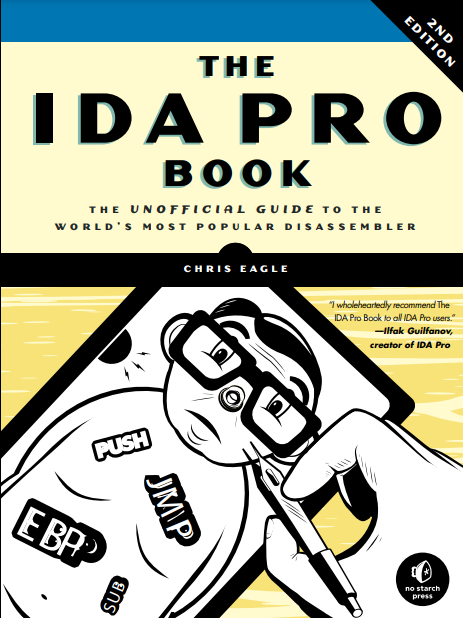 2ND
EDITION
THE
IDA PRO
BOOK
THE UNOFFICIAL GUIDE TO THE
WORLD'S MOST POPULAR DISASSEMBLER
CHRIS EAGLE
"I wholeheartedly recommend The
IDA Pro Book to all IDA Pro users."
—Ilfak Guilfanov,
creator of IDA Pro
PUSH
JMP
EBP
SUB
no starch
press